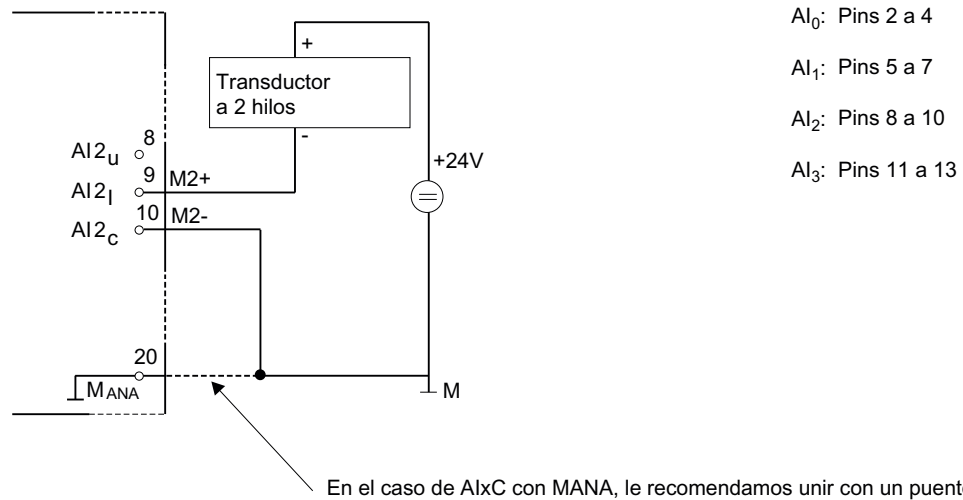 +
Transductor
a 2 hilos
-
+24V
AI2u 8
AI2I 9 M2+
AI2C 10 M2-
20
MANA
M
En el caso de AIxC con MANA, le recomendamos unir con un puent
AI0: Pins 2 a 4
AI1: Pins 5 a 7
AI2: Pins 8 a 10
AI3: Pins 11 a 13